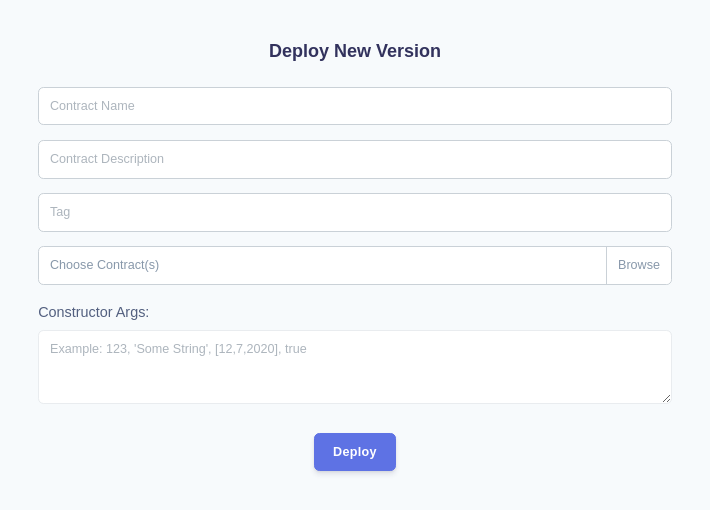 Deploy New Version
Contract Name
Contract Description
Tag
Choose Contract(s)
Browse
Constructor Args:
Example: 123, 'Some String', [12,7,2020], true
Deploy